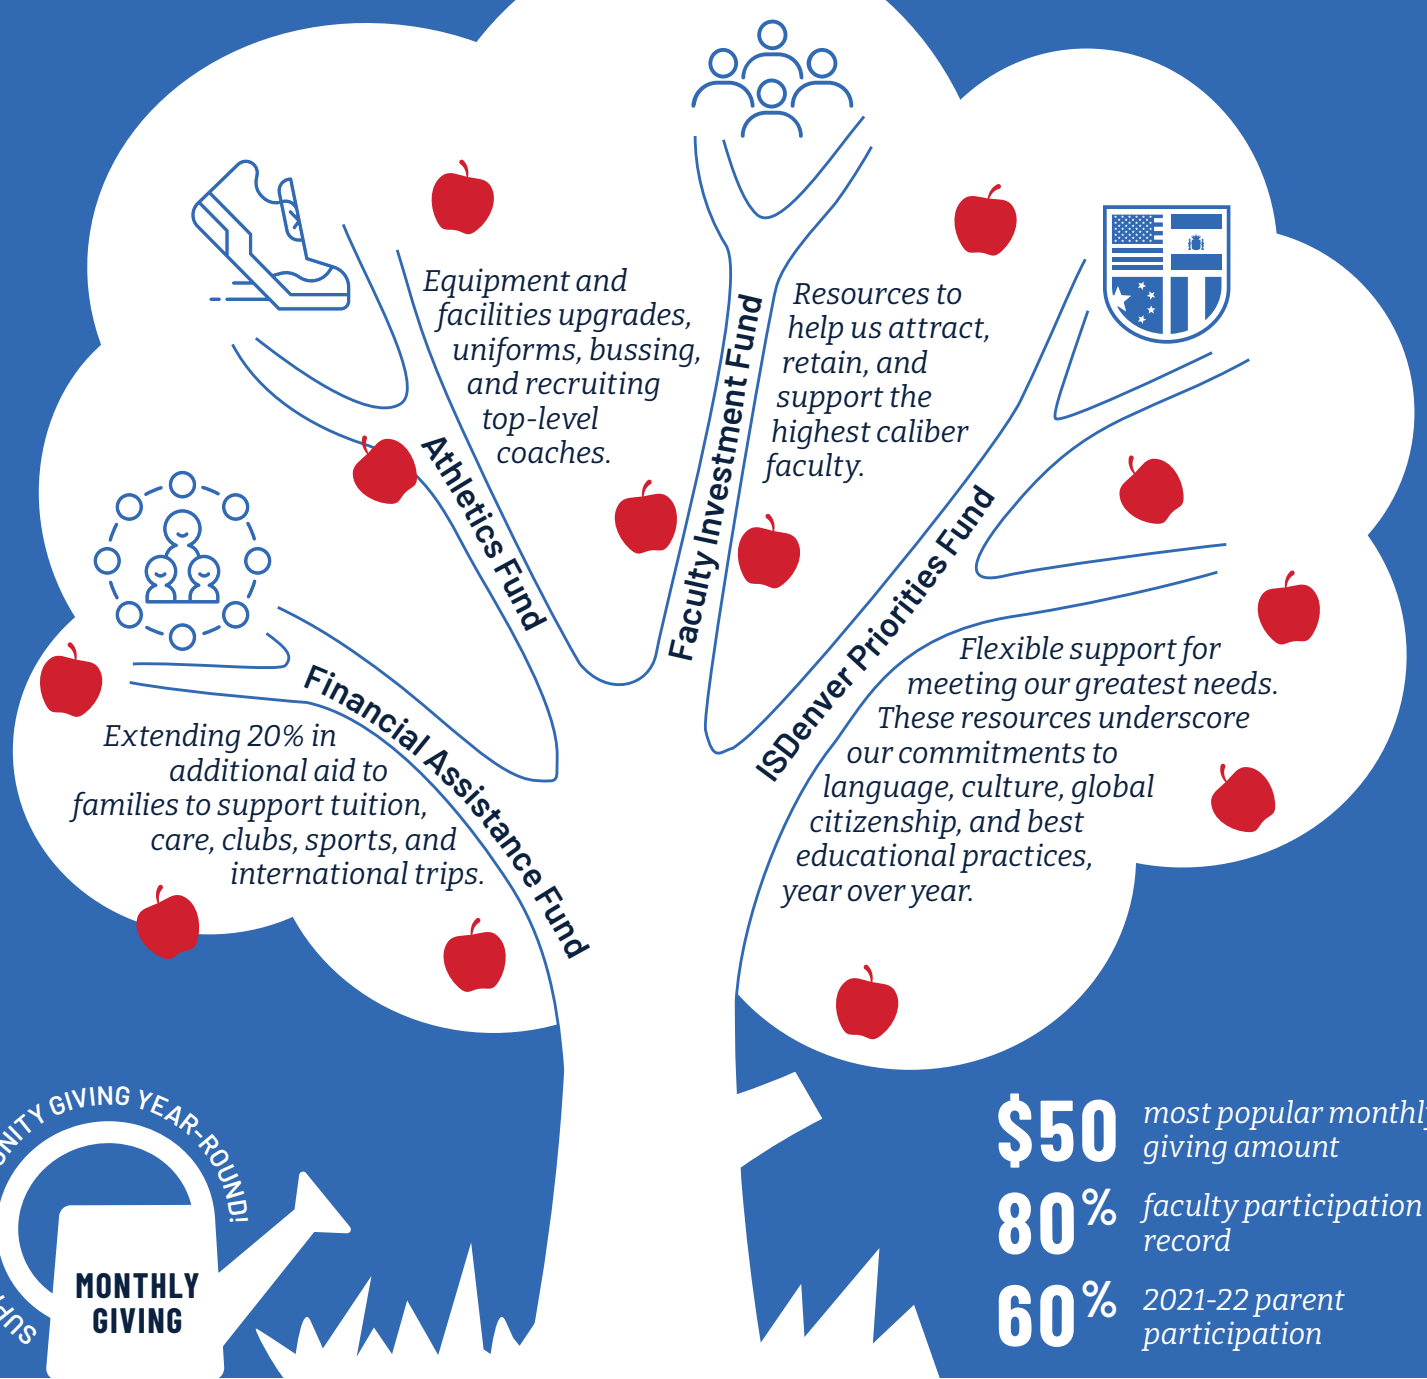 Equipment and
facilities upgrades,
uniforms, bussing,
and recruiting
top-level
coaches.
Athletics Fund
Faculty Investment Fund
Resources to
help us attract,
retain, and
support the
highest caliber
faculty.
ISDenver Priorities Fund
Flexible support for
meeting our greatest needs.
These resources underscore
our commitments to
language, culture, global
citizenship, and best
educational practices,
year over year.
Financial Assistance Fund
Extending 20% in
additional aid to
families to support tuition,
care, clubs, sports, and
international trips.
GIVING YEAR-ROUND!
MONTHLY
GIVING
$50
most popular monthly
giving amount
80%
faculty participation
record
60%
2021-22 parent
participation